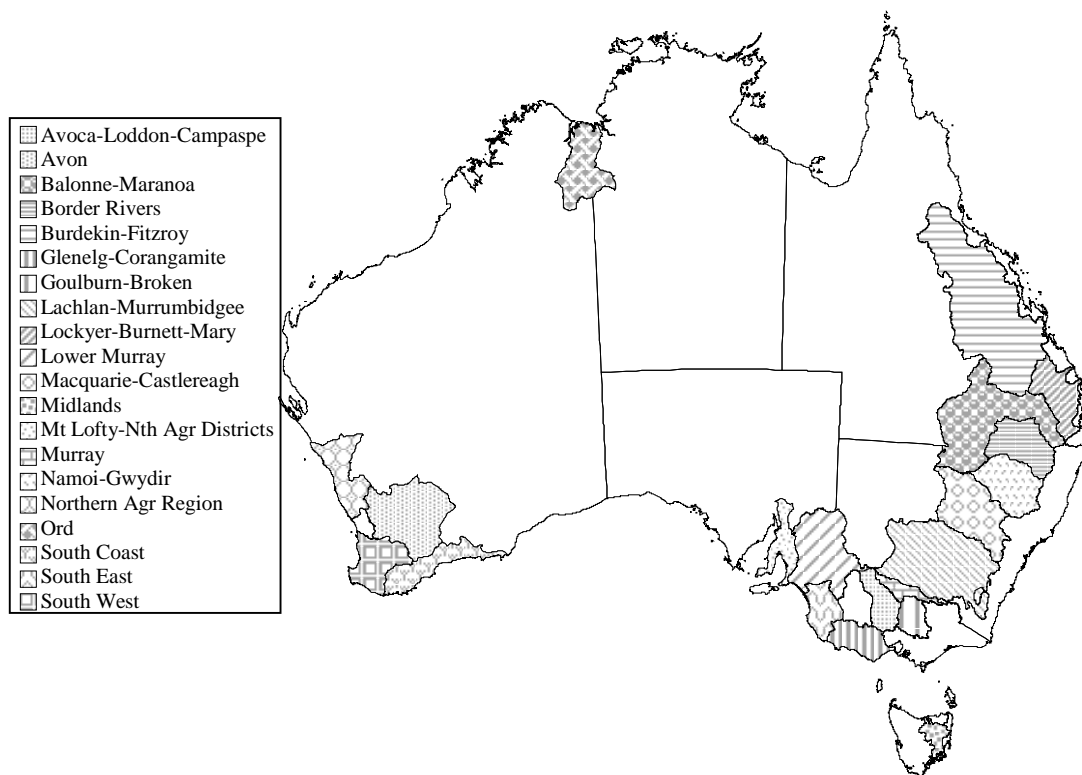 Avoca-Loddon-Campaspe
Avon
Balonne-Maranoa
Border Rivers
Burdekin-Fitzroy
Glenelg-Corangamite
Goulburn-Broken
Lachlan-Murrumbidgee
Lockyer-Burnett-Mary
Lower Murray
Macquarie-Castlereagh
Midlands
Mt Lofty-Nth Agr Districts
Murray
Namoi-Gwydir
Northern Agr Region
Ord
South Coast
South East
South West